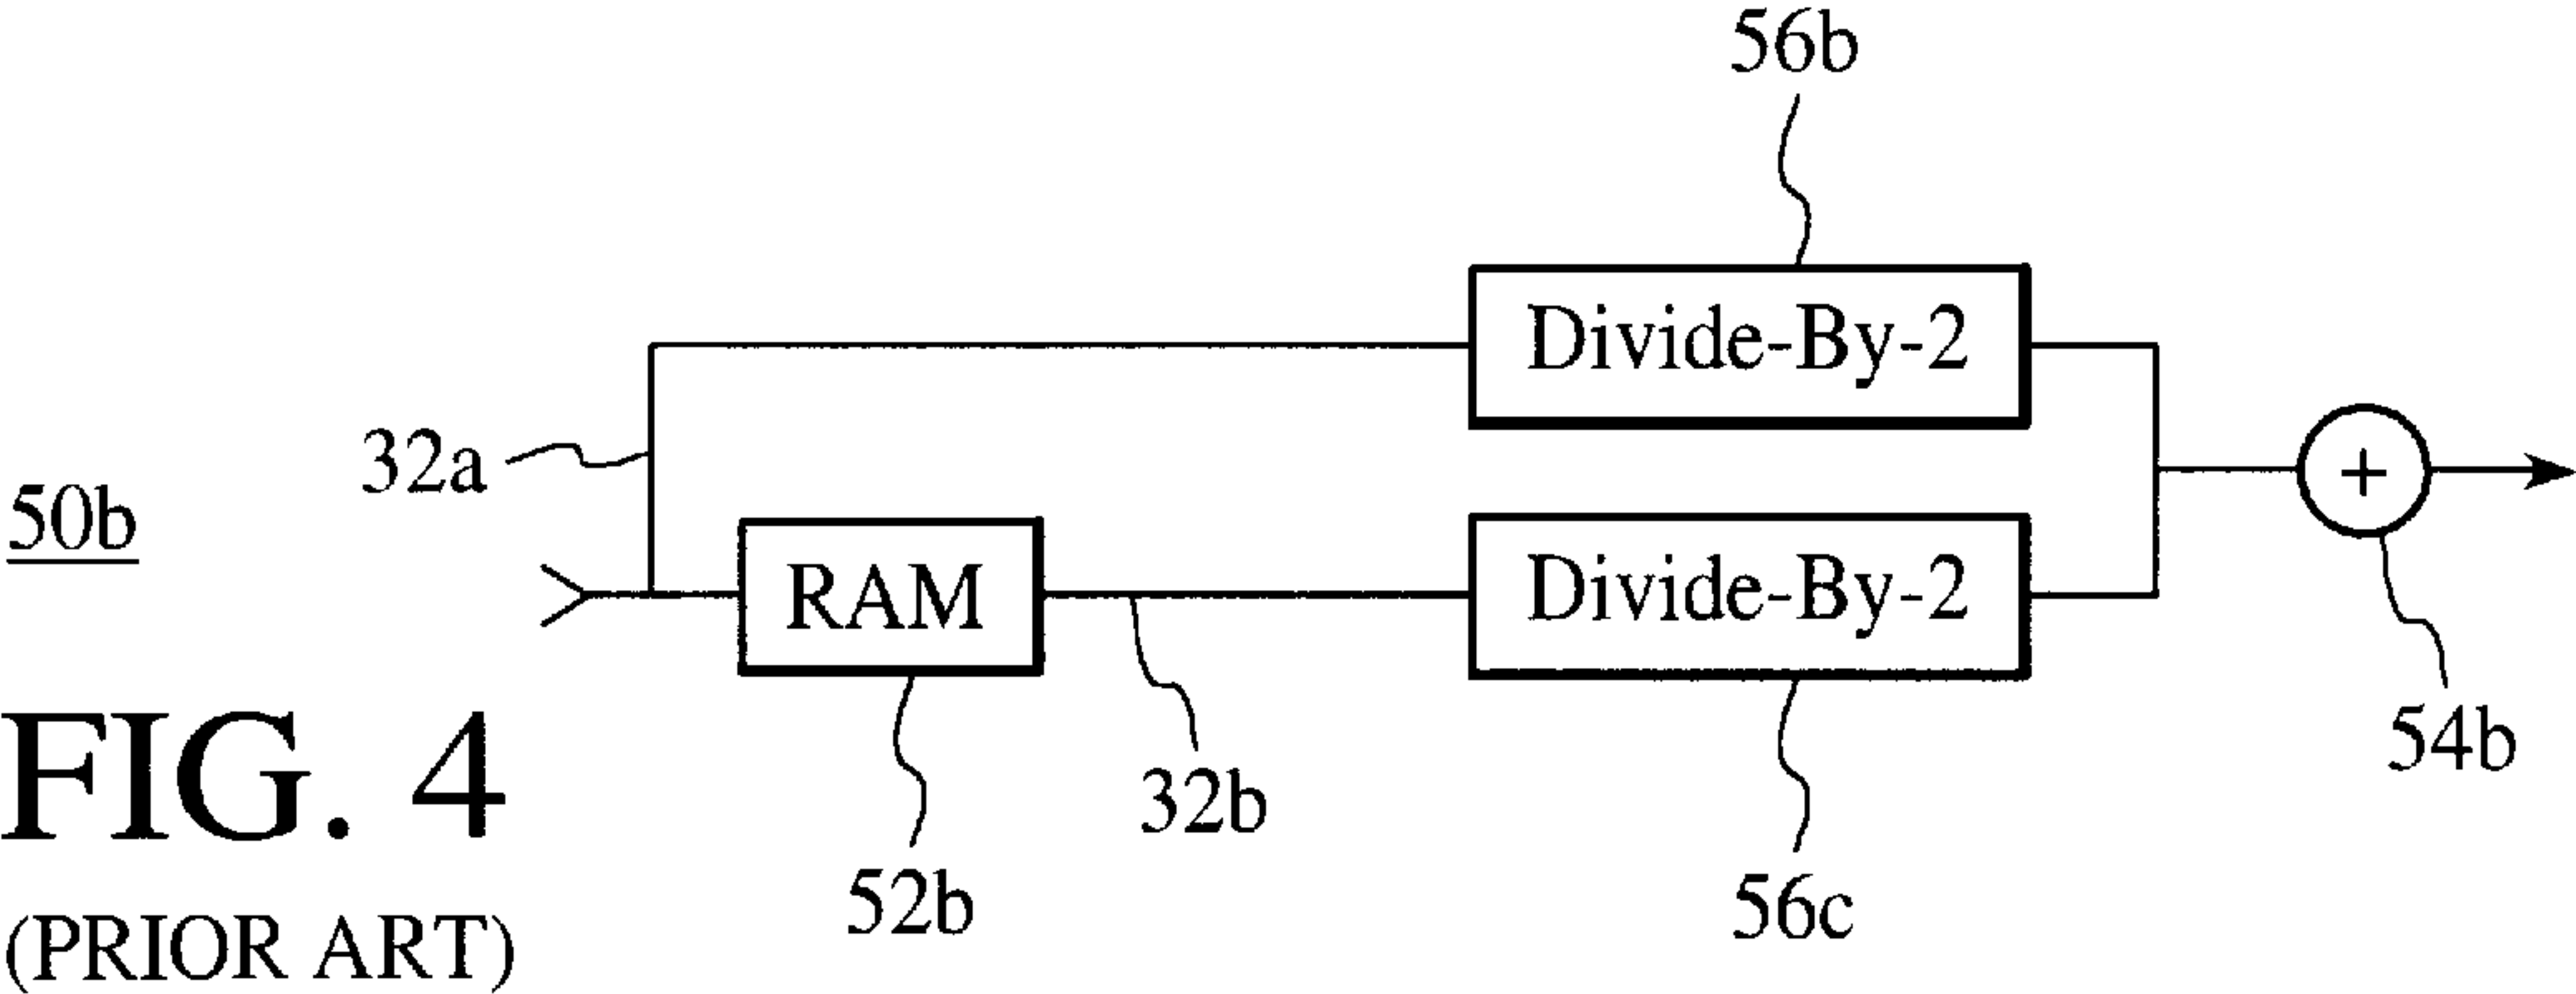 56b
Divide-By-2
32a
50b
RAM
Divide-By-2
+
54b
32b
52b
56c
FIG. 4
(PRIOR ART)